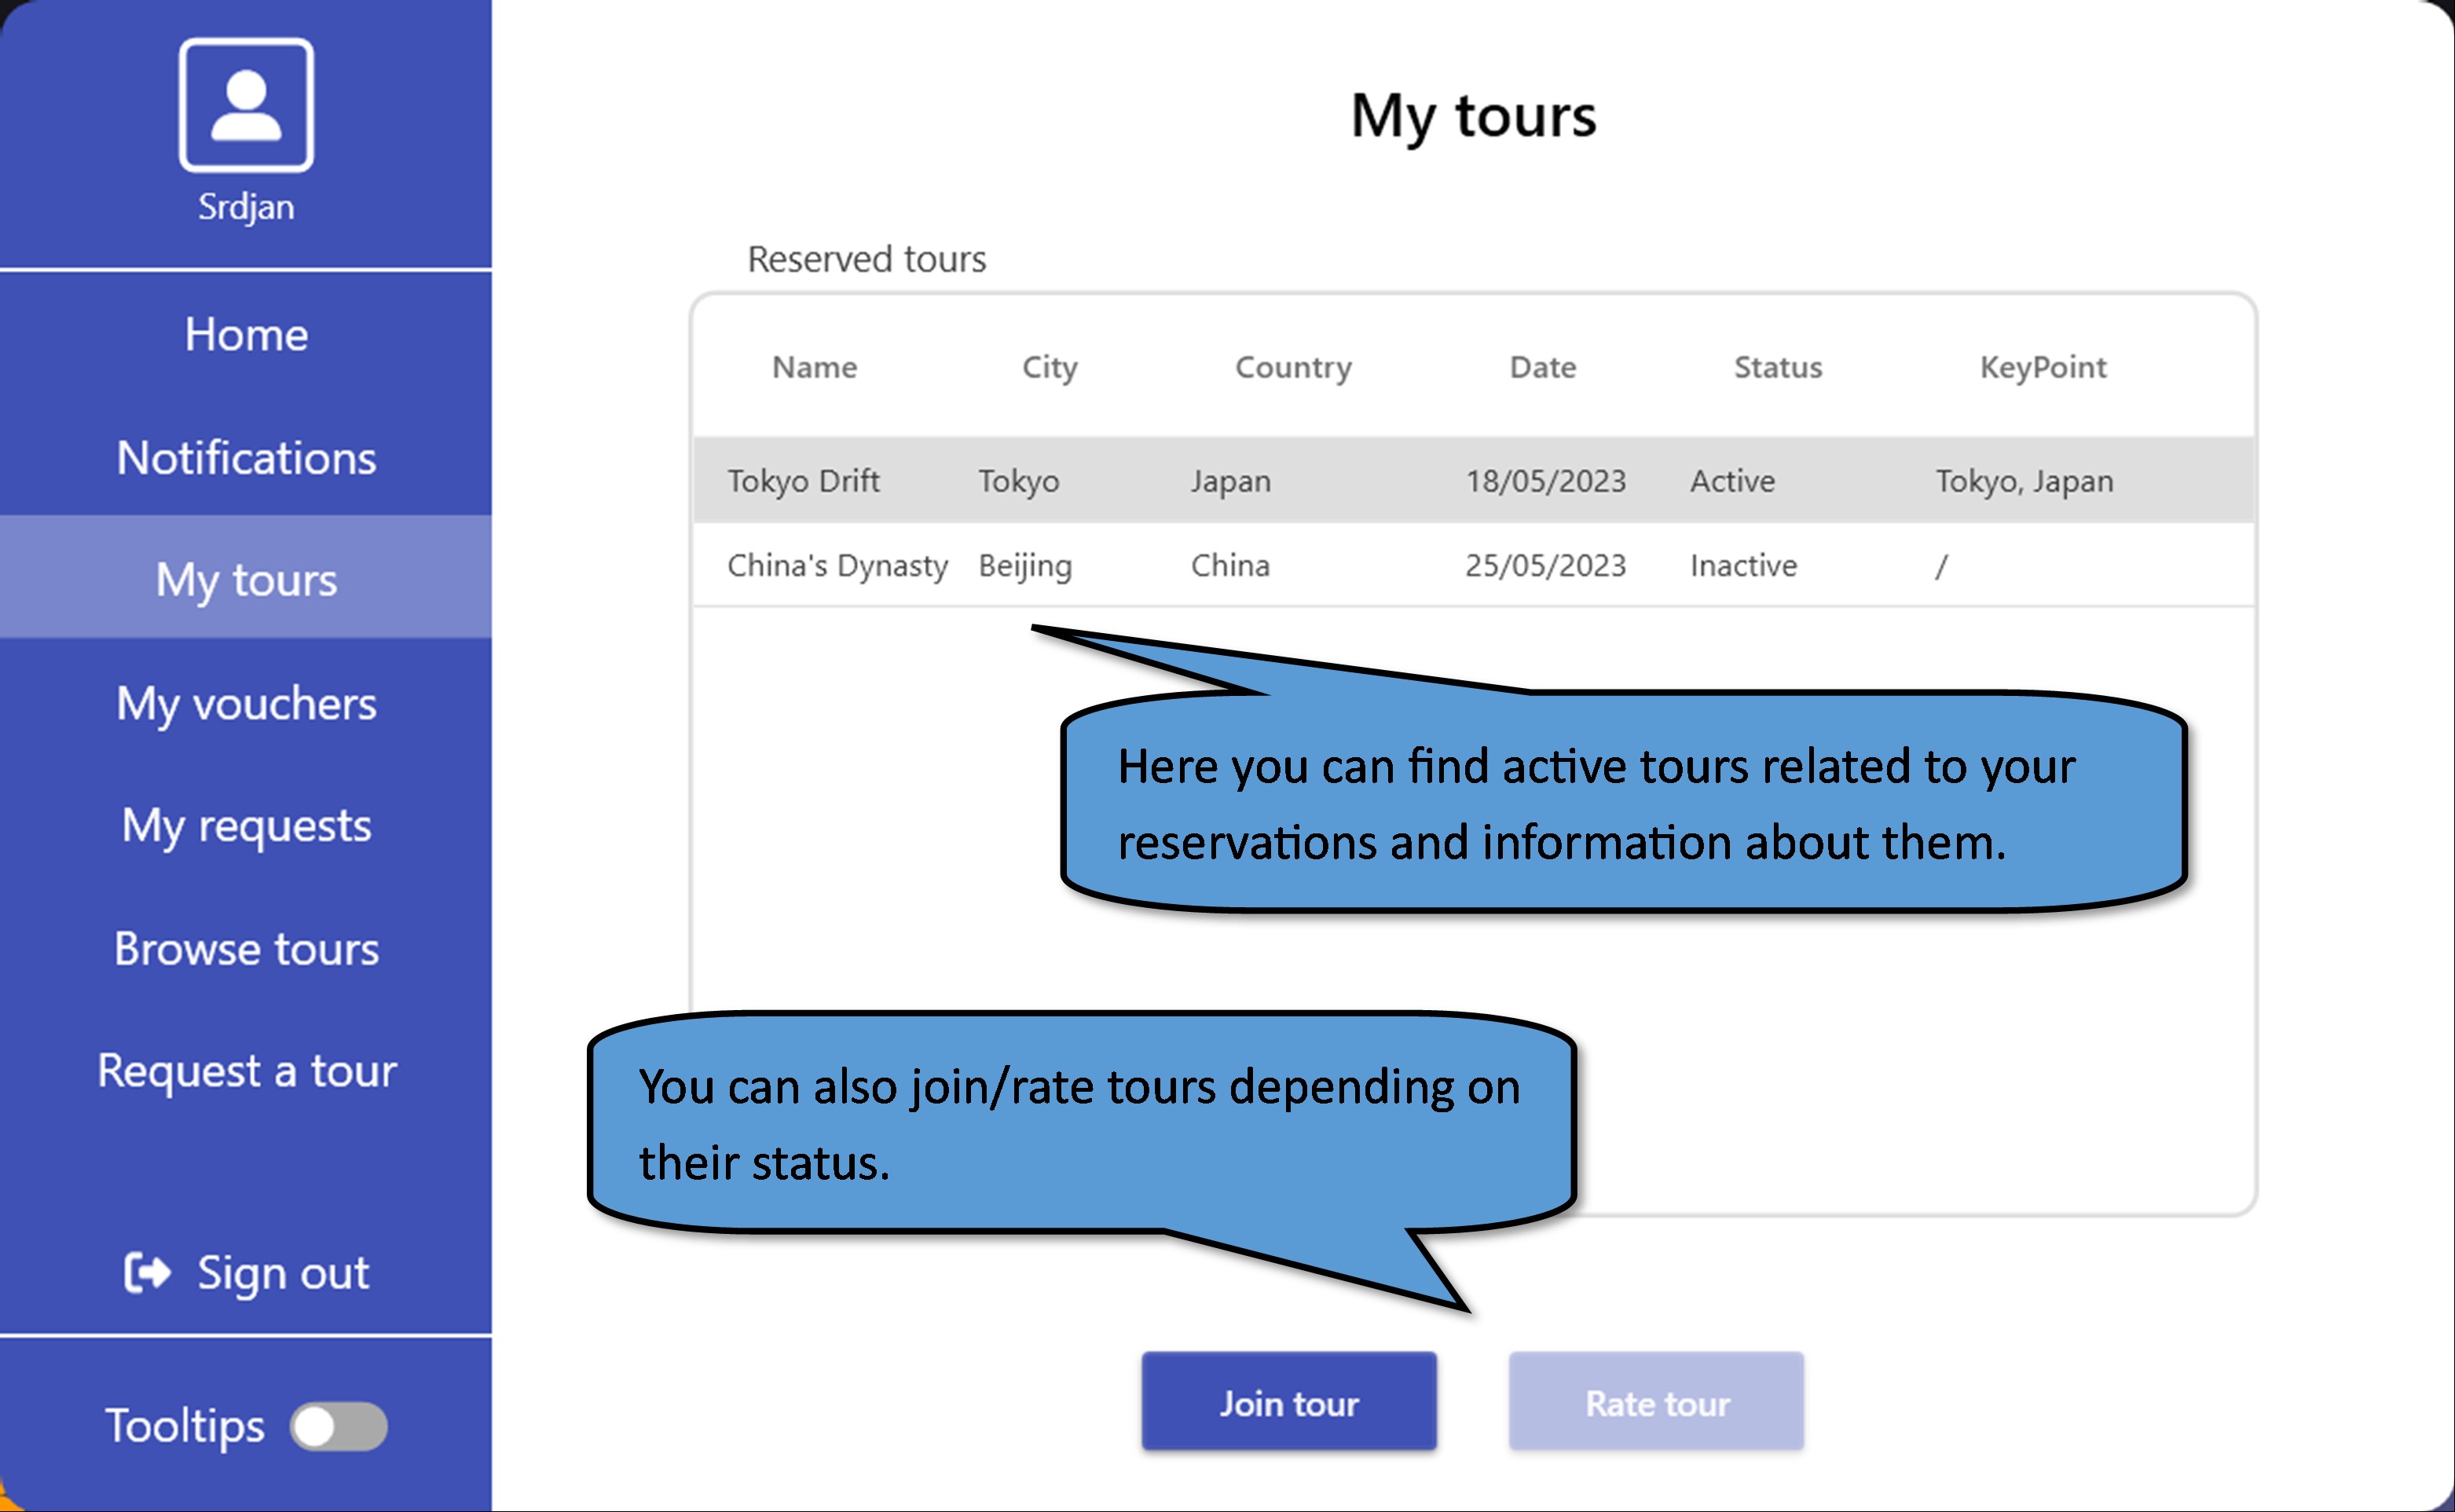 Srdjan
Home
Notifications
My tours
My vouchers
My requests
Browse tours
Request a tour
Sign out
Tooltips
My tours
Reserved tours
Name City Country Date Status KeyPoint
Tokyo Drift Tokyo Japan 18/05/2023 Active Tokyo, Japan
China's Dynasty Beijing China 25/05/2023 Inactive /
Here you can find active tours related to your
reservations and information about them.
You can also join/rate tours depending on
their status.
Join tour Rate tour